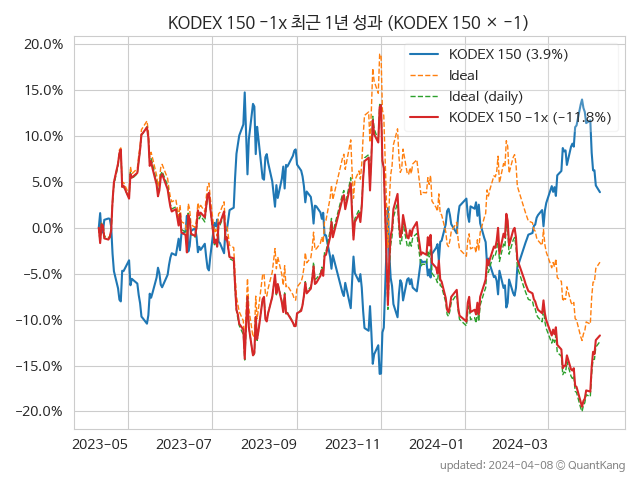 KODEX 150 -1x 최근 1년 성과 (KODEX 150 × -1)
20.0%
15.0%
10.0%
5.0%
0.0%
-5.0%
-10.0%
-15.0%
-20.0%
KODEX 150 (3.9%)
Ideal
Ideal (daily)
KODEX 150 -1x (-11.8%)
2023-05 2023-07 2023-09 2023-11 2024-01 2024-03
updated: 2024-04-08 © QuantKang